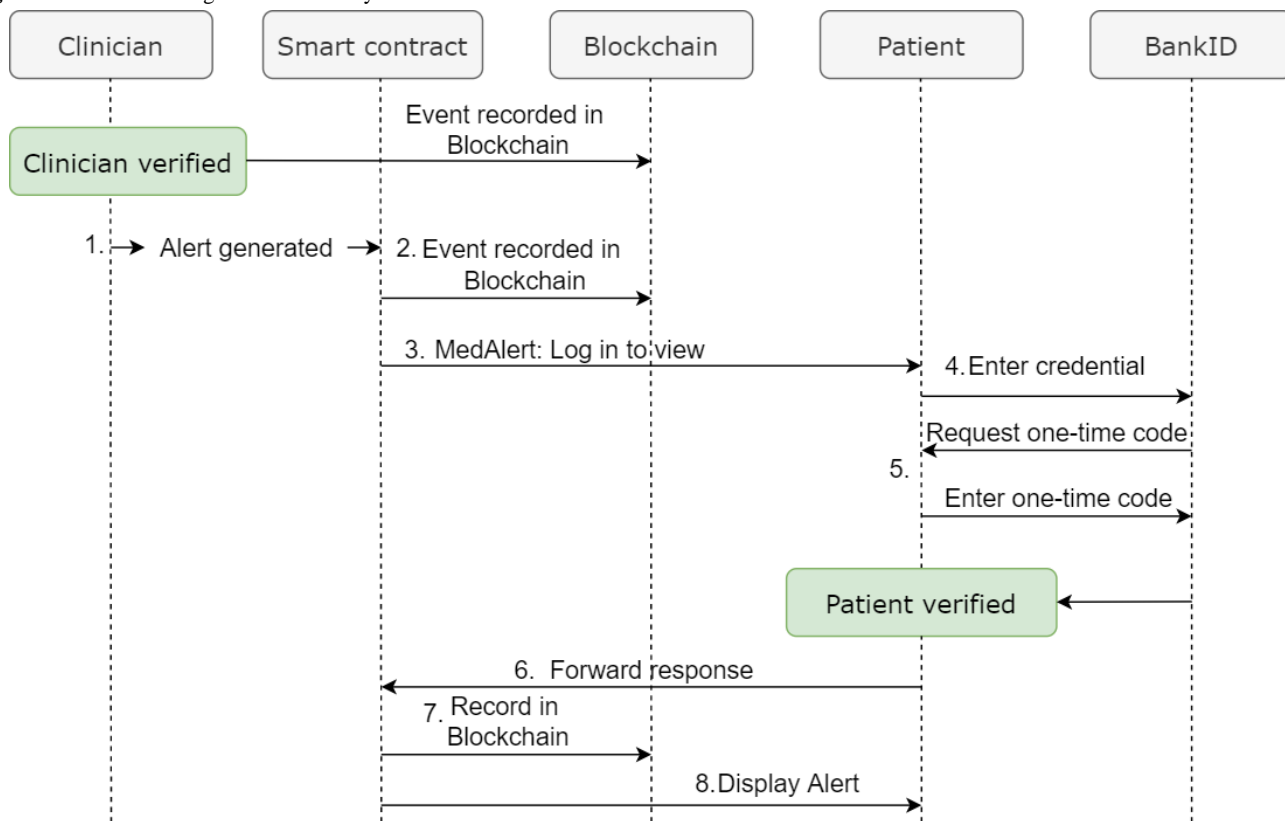 Clinician
Smart contract
Blockchain
Patient
BankID
Event recorded in
Blockchain
Clinician verified
1.
Alert generated
2. Event recorded in
Blockchain
3. MedAlert: Log in to view
4.Enter credential
Request one-time code
5.
Enter one-time code
Patient verified
6. Forward response
7. Record in
Blockchain
8.Display Alert